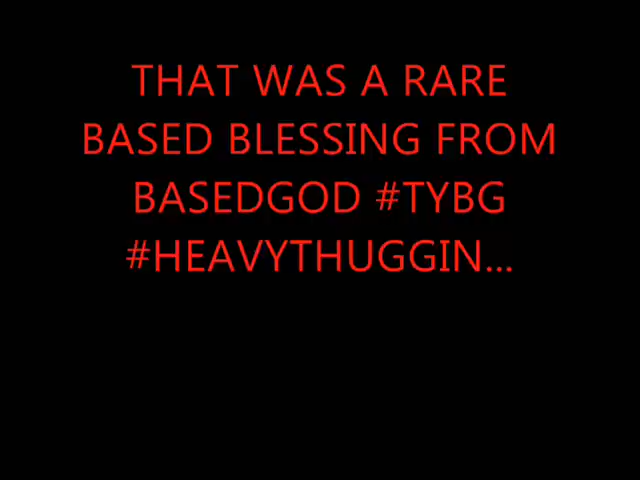 THAT WAS A RARE
BASED BLESSING FROM
BASEDGOD #TYBG
#HEAVYTHUGGIN...